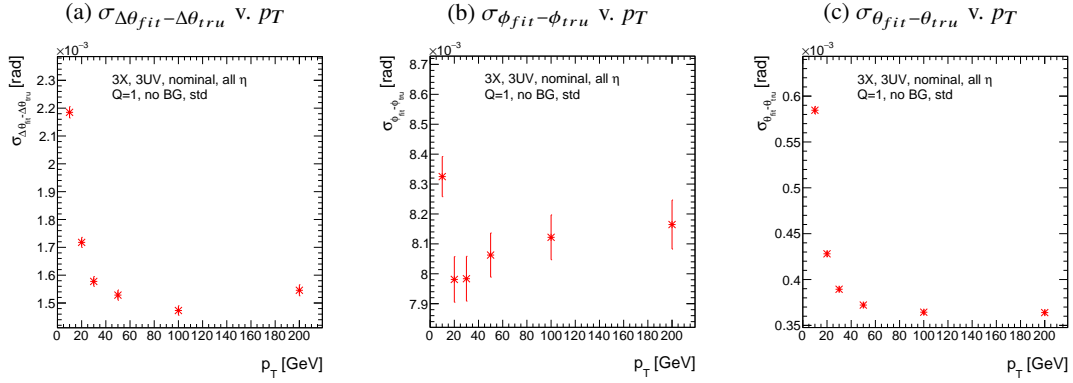 (a) σΔθfit−Δθtru v. pT
(b) σϕfit−ϕtru v. pT
(c) σθfit−θtru v. pT
×10−3
σΔθfit-Δθtru [rad]
3X, 3UV, nominal, all η
Q=1, no BG, std
2.3
2.2
2.1
2
1.9
1.8
1.7
1.6
1.5
0 20 40 60 80 100 120 140 160 180 200
pT [GeV]
×10−3
σϕfit-ϕtru [rad]
3X, 3UV, nominal, all η
Q=1, no BG, std
8.7
8.6
8.5
8.4
8.3
8.2
8.1
8
7.9
0 20 40 60 80 100 120 140 160 180 200
pT [GeV]
×10−3
σθfit-θtru [rad]
3X, 3UV, nominal, all η
Q=1, no BG, std
0.6
0.55
0.5
0.45
0.4
0.35
0 20 40 60 80 100 120 140 160 180 200
pT [GeV]